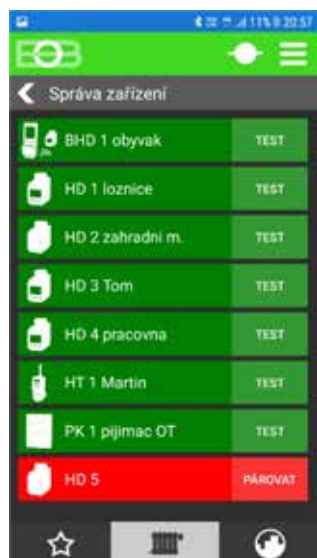 11% 20:57
EOB
Správa zařízení
BHD 1 obyvak TEST
HD 1 loznice TEST
HD 2 zahradni m. TEST
HD 3 Tom TEST
HD 4 pracovna TEST
HT 1 Martin TEST
PK 1 pijimac OT TEST
HD 5 PÁROVAT